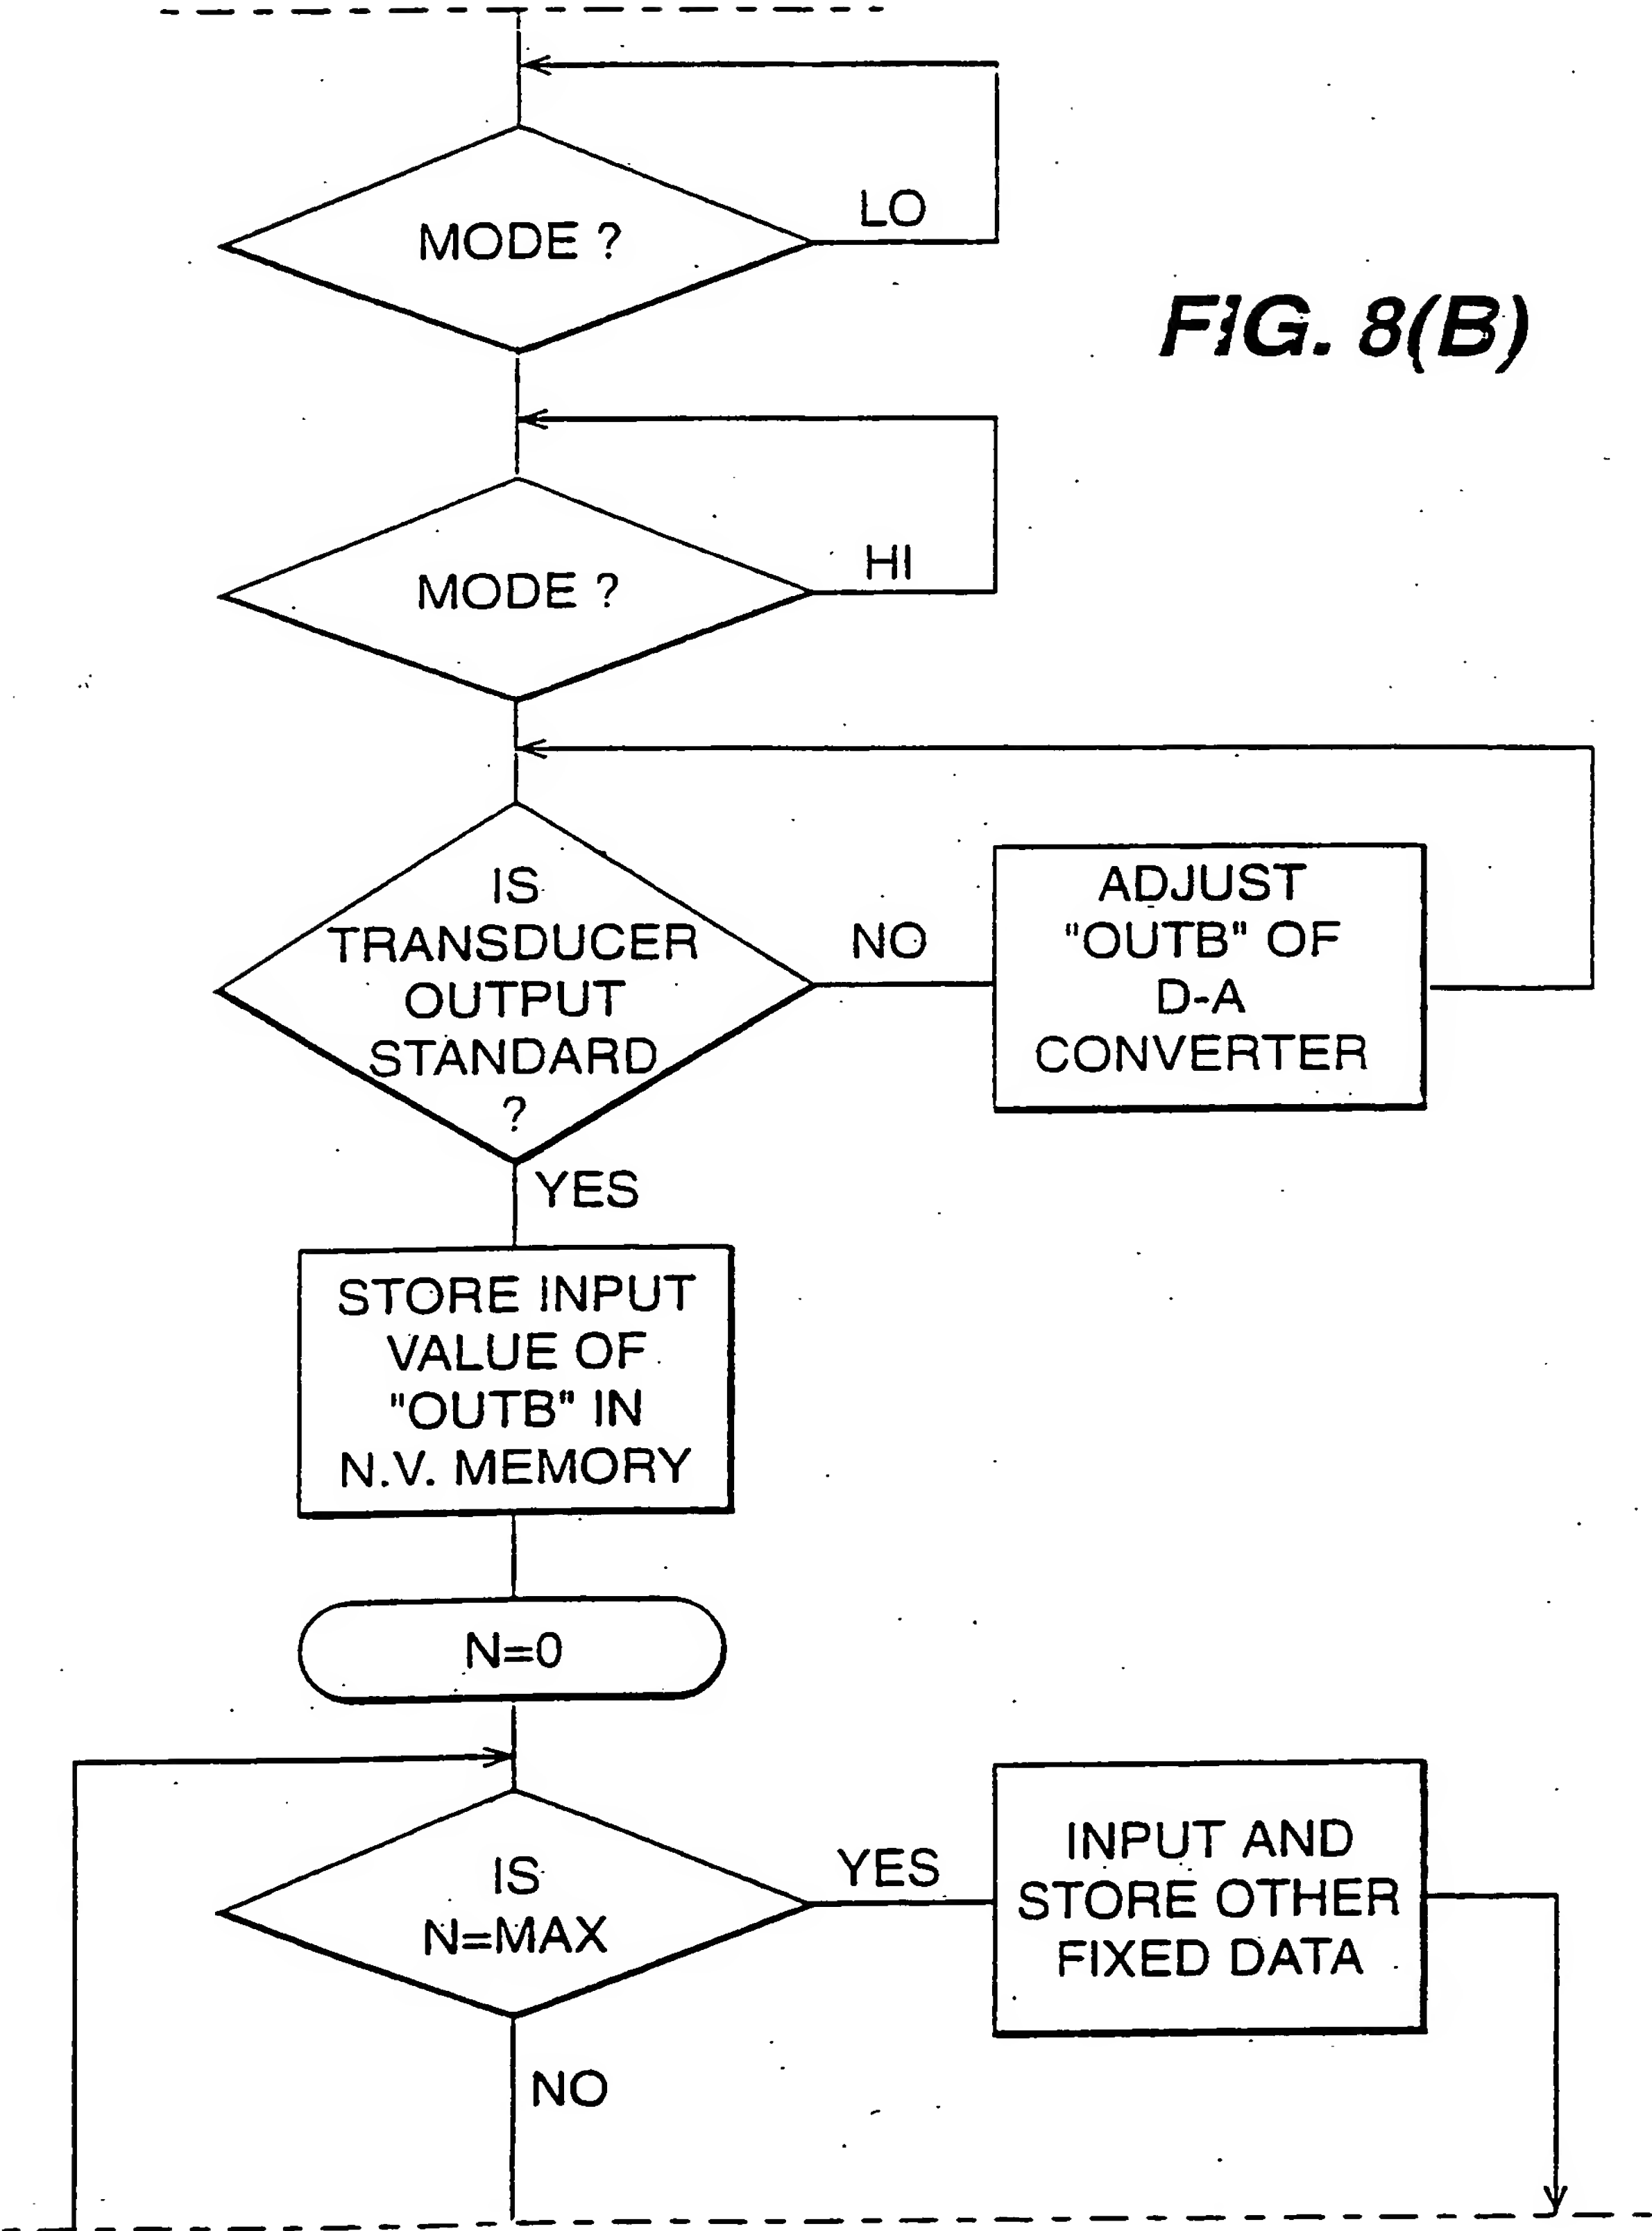 LO
MODE ?
FIG. 8(B)
HI
MODE ?
IS
TRANSDUCER
OUTPUT
STANDARD
?
NO
ADJUST
"OUTB" OF
D-A
CONVERTER
YES
STORE INPUT
VALUE OF
"OUTB" IN
N.V. MEMORY
N=0
IS
N=MAX
YES
INPUT AND
STORE OTHER
FIXED DATA
NO